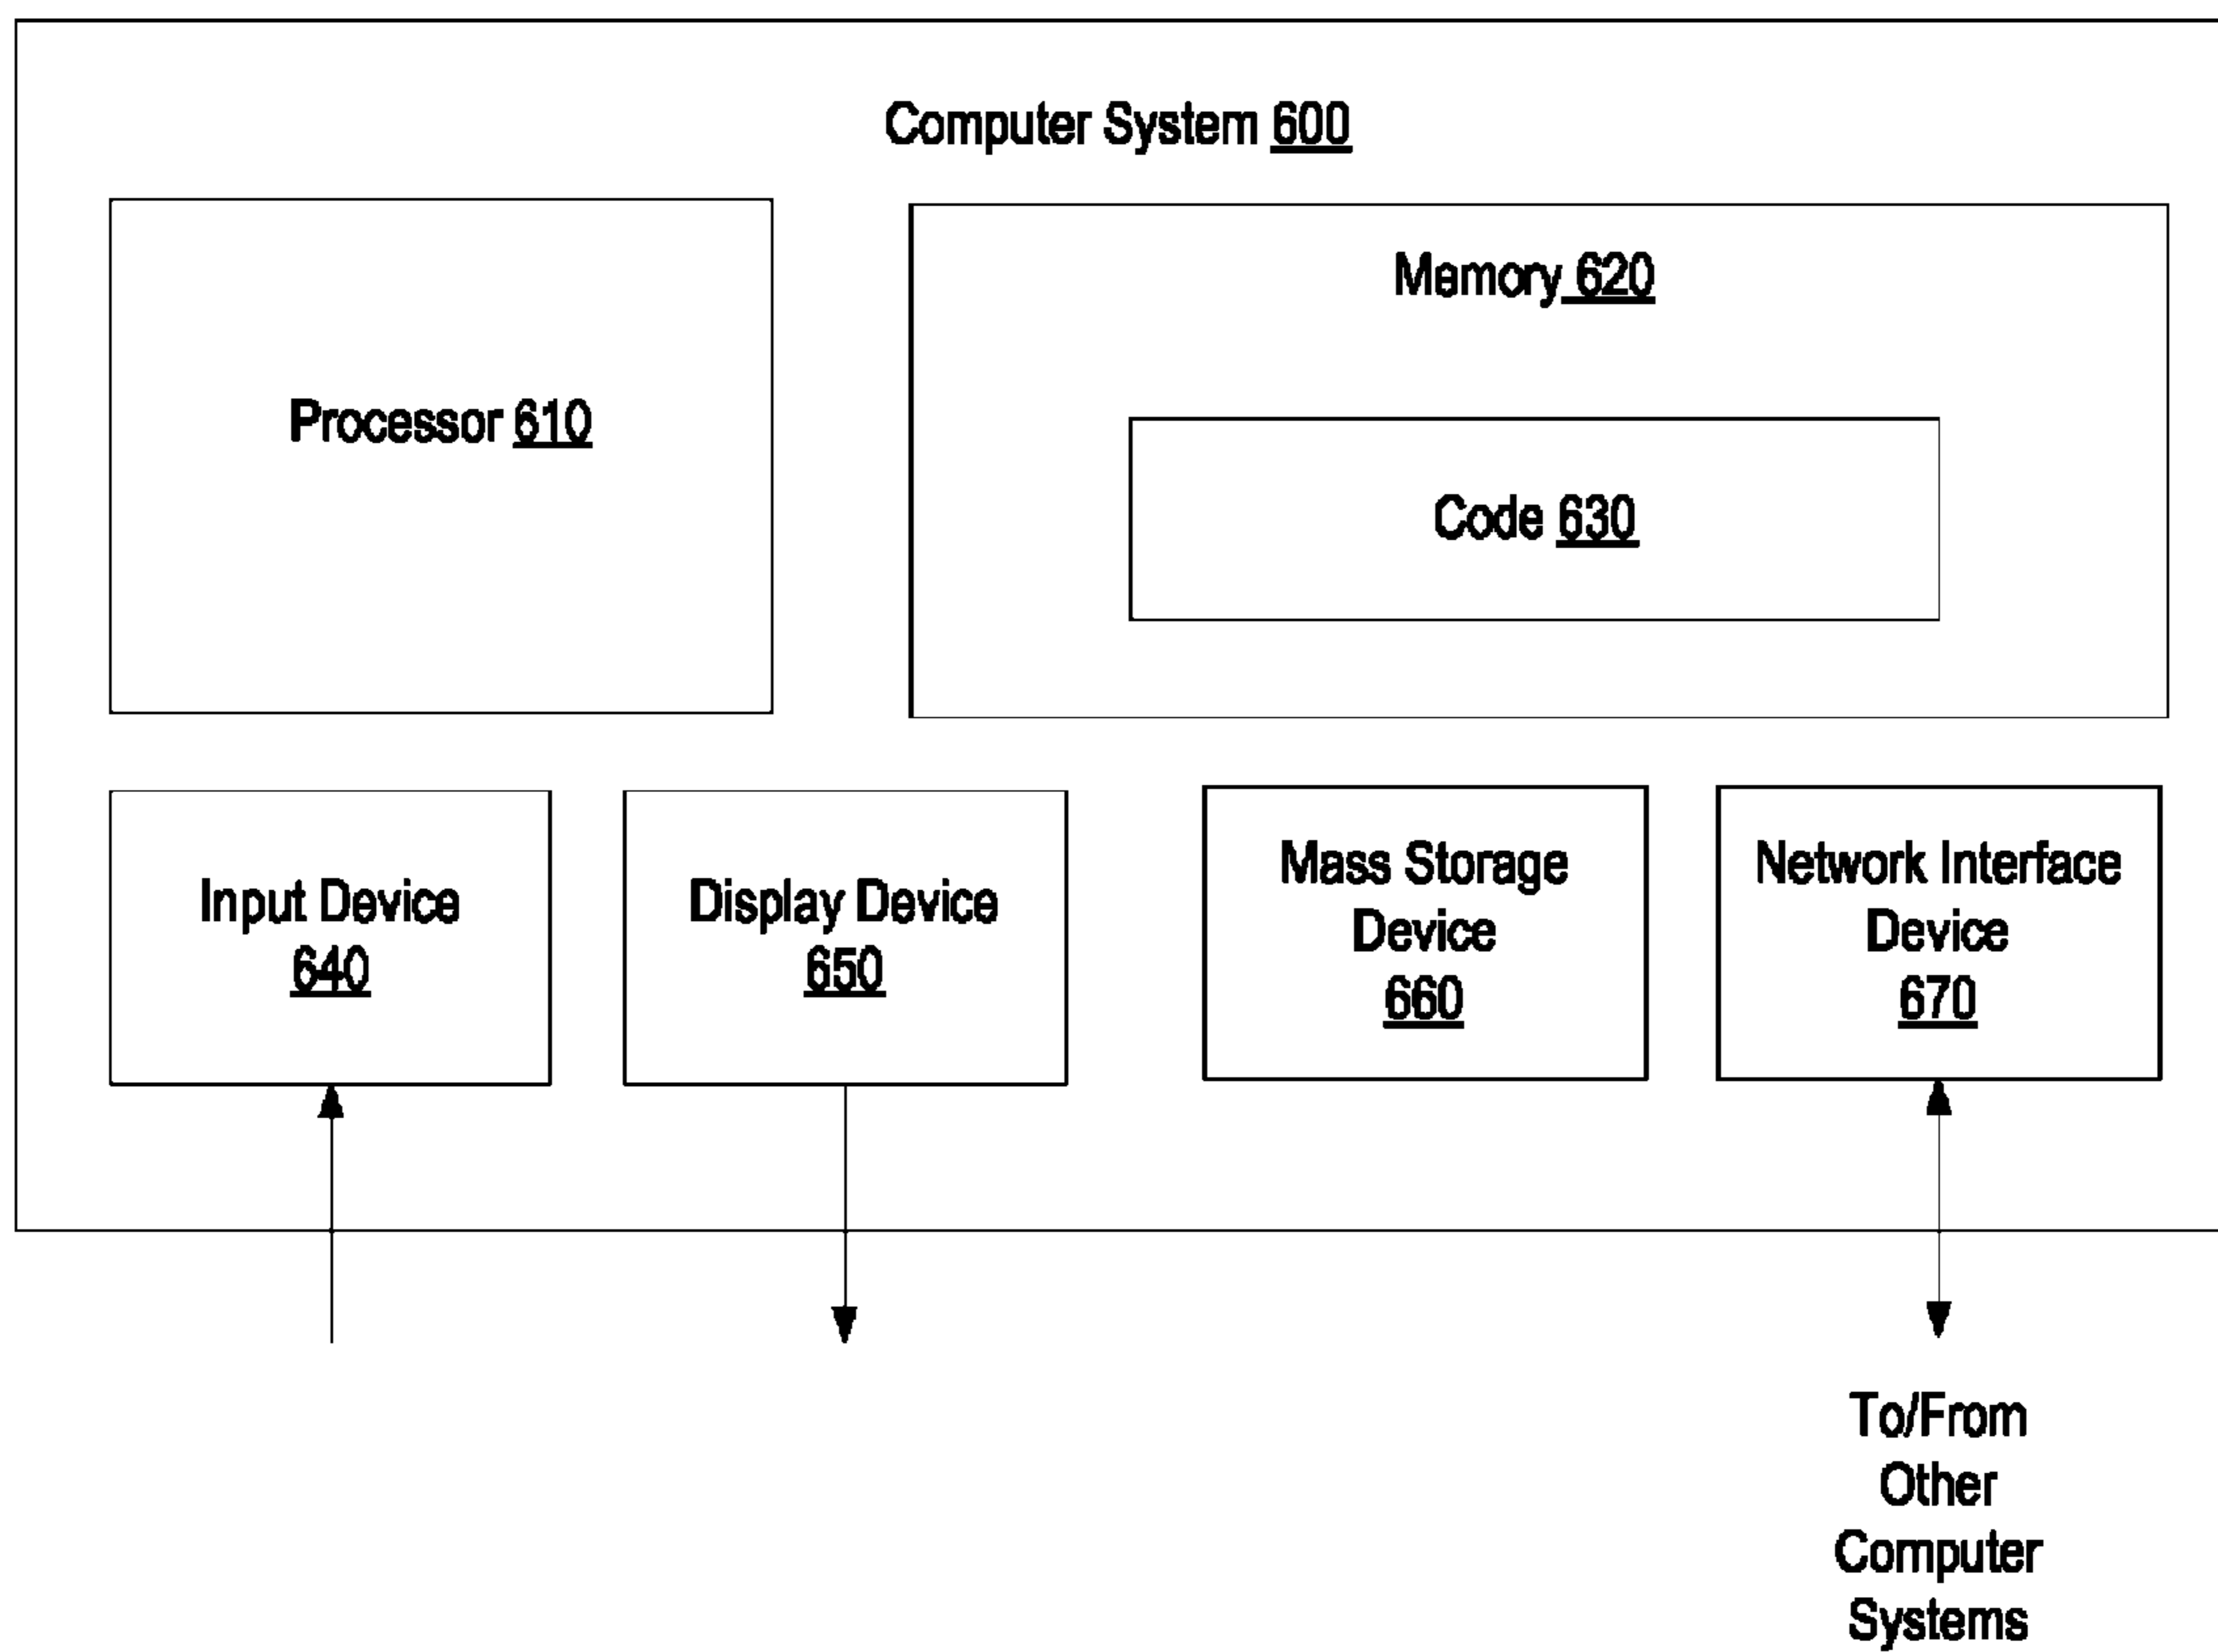 Computer System 600
Processor 610
Memory 620
Code 630
Input Device
640
Display Device
650
Mass Storage
Device
660
Network Interface
Device
670
To/From
Other
Computer
Systems